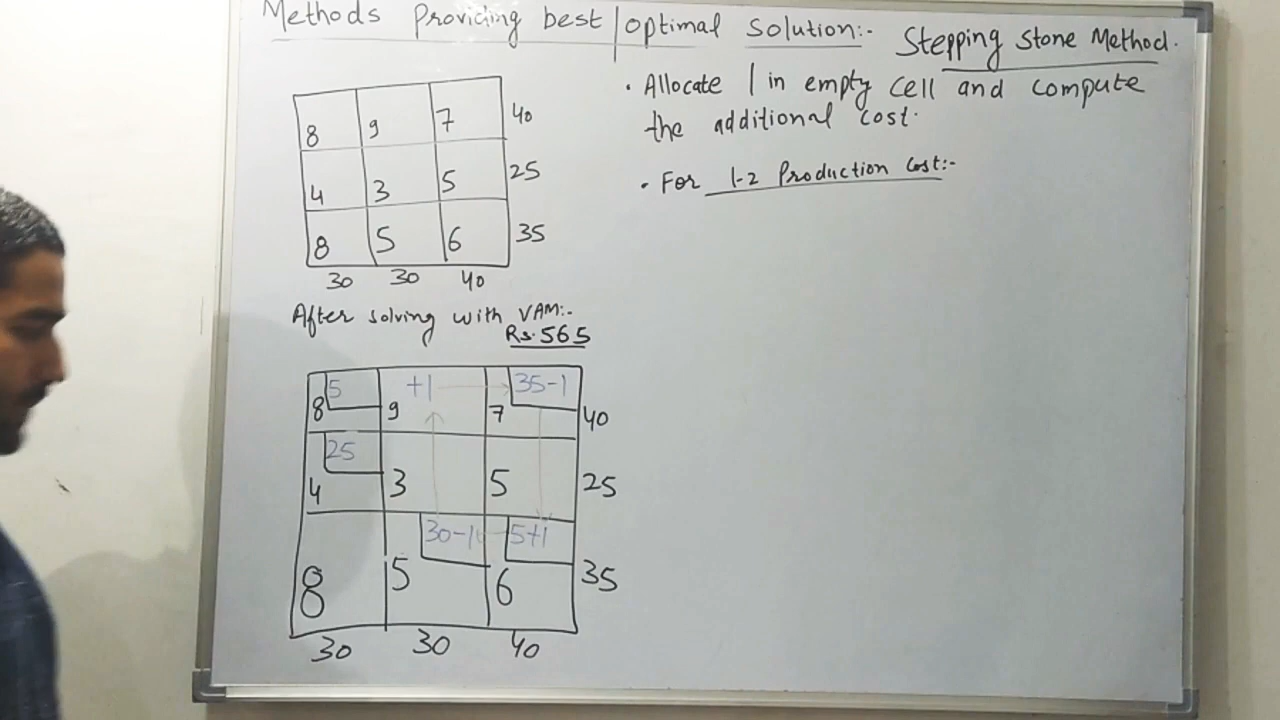 Methods Providing best/optimal solution:- Stepping Stone Method.
• Allocate 1 in empty cell and compute
the additional cost.
• For 1-2 Production Cost:-
8 9 7 40
4 3 5 25
8 5 6 35
30 30 40
After solving with VAM:-
Rs. 565
5 +1 35-1
8 9 7 40
25
4 3 5 25
30-1 5+1
8 5 6 35
30 30 40